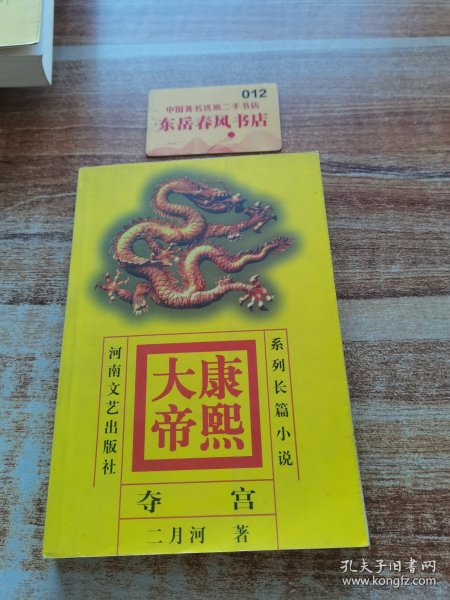 012
中国著名优质二手书店
东岳春风书店
康熙
大帝
系列长篇小说
河南文艺出版社
夺宫
二月河 著
孔夫子旧书网
www.kongfz.com